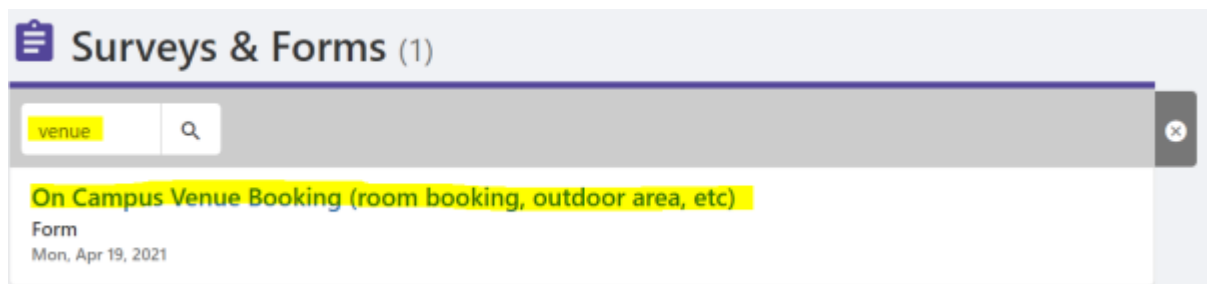 Surveys & Forms (1)
venue
On Campus Venue Booking (room booking, outdoor area, etc)
Form
Mon, Apr 19, 2021